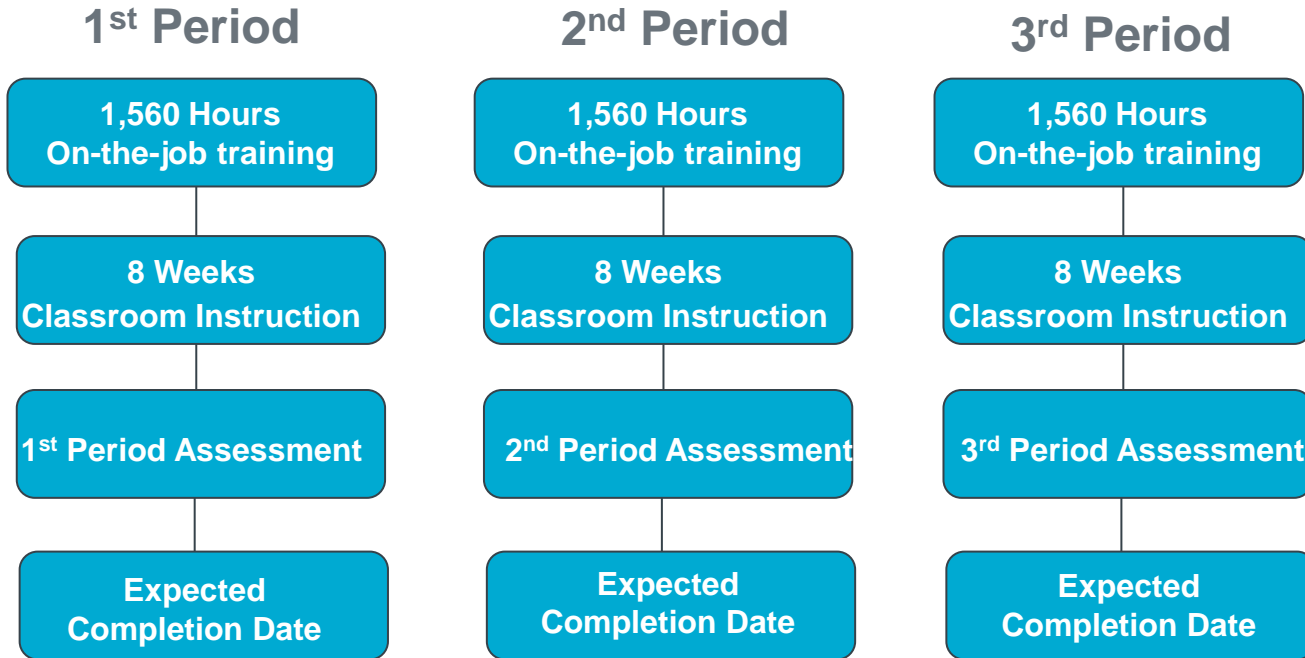 1st Period
1,560 Hours
On-the-job training
8 Weeks
Classroom Instruction
1st Period Assessment
Expected
Completion Date
2nd Period
1,560 Hours
On-the-job training
8 Weeks
Classroom Instruction
2nd Period Assessment
Expected
Completion Date
3rd Period
1,560 Hours
On-the-job training
8 Weeks
Classroom Instruction
3rd Period Assessment
Expected
Completion Date